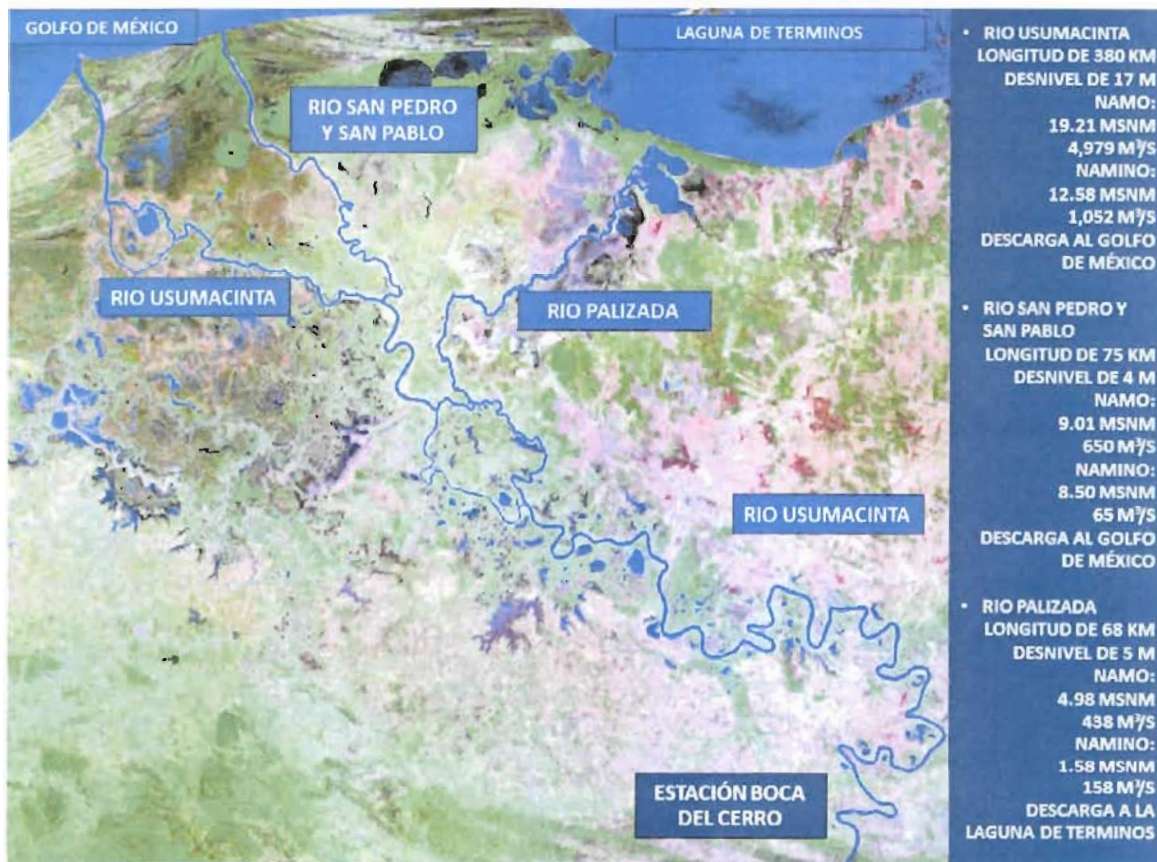 GOLFO DE MÉXICO
LAGUNA DE TERMINOS
RIO SAN PEDRO
Y SAN PABLO
RIO USUMACINTA
RIO PALIZADA
RIO USUMACINTA
ESTACIÓN BOCA
DEL CERRO
• RIO USUMACINTA
LONGITUD DE 380 KM
DESNIVEL DE 17 M
NAMO:
19.21 MSNM
4,979 M³/S
NAMINO:
12.58 MSNM
1,052 M³/S
DESCARGA AL GOLFO
DE MÉXICO
• RIO SAN PEDRO Y
SAN PABLO
LONGITUD DE 75 KM
DESNIVEL DE 4 M
NAMO:
9.01 MSNM
650 M³/S
NAMINO:
8.50 MSNM
65 M³/S
DESCARGA AL GOLFO
DE MÉXICO
• RIO PALIZADA
LONGITUD DE 68 KM
DESNIVEL DE 5 M
NAMO:
4.98 MSNM
438 M³/S
NAMINO:
1.58 MSNM
158 M³/S
DESCARGA A LA
LAGUNA DE TERMINOS